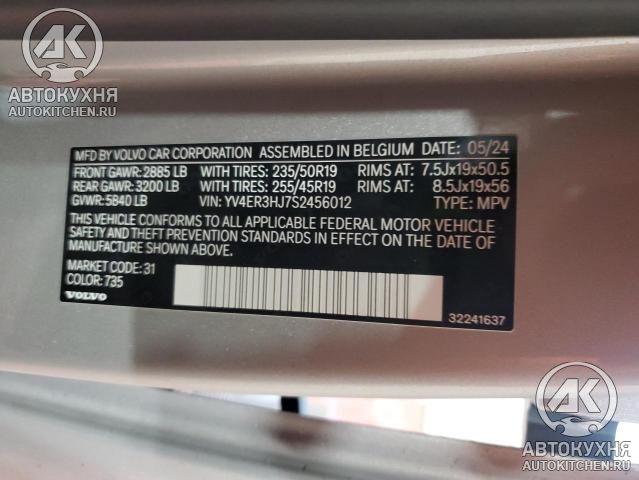 AK
АВТОКУХНЯ
AUTOKITCHEN.RU
MFD BY VOLVO CAR CORPORATION ASSEMBLED IN BELGIUM DATE: 05/24
FRONT GAWR: 2885 LB WITH TIRES: 235/50R19 RIMS AT: 7.5Jx19x50.5
REAR GAWR: 3200 LB WITH TIRES: 255/45R19 RIMS AT: 8.5Jx19x56
GVWR: 5840 LB VIN: YV4ER3HJ7S2456012 TYPE: MPV
THIS VEHICLE CONFORMS TO ALL APPLICABLE FEDERAL MOTOR VEHICLE
SAFETY AND THEFT PREVENTION STANDARDS IN EFFECT ON THE DATE OF
MANUFACTURE SHOWN ABOVE.
MARKET CODE: 31
COLOR: 735
VOLVO
32241637
AK
АВТОКУХНЯ
AUTOKITCHEN.RU